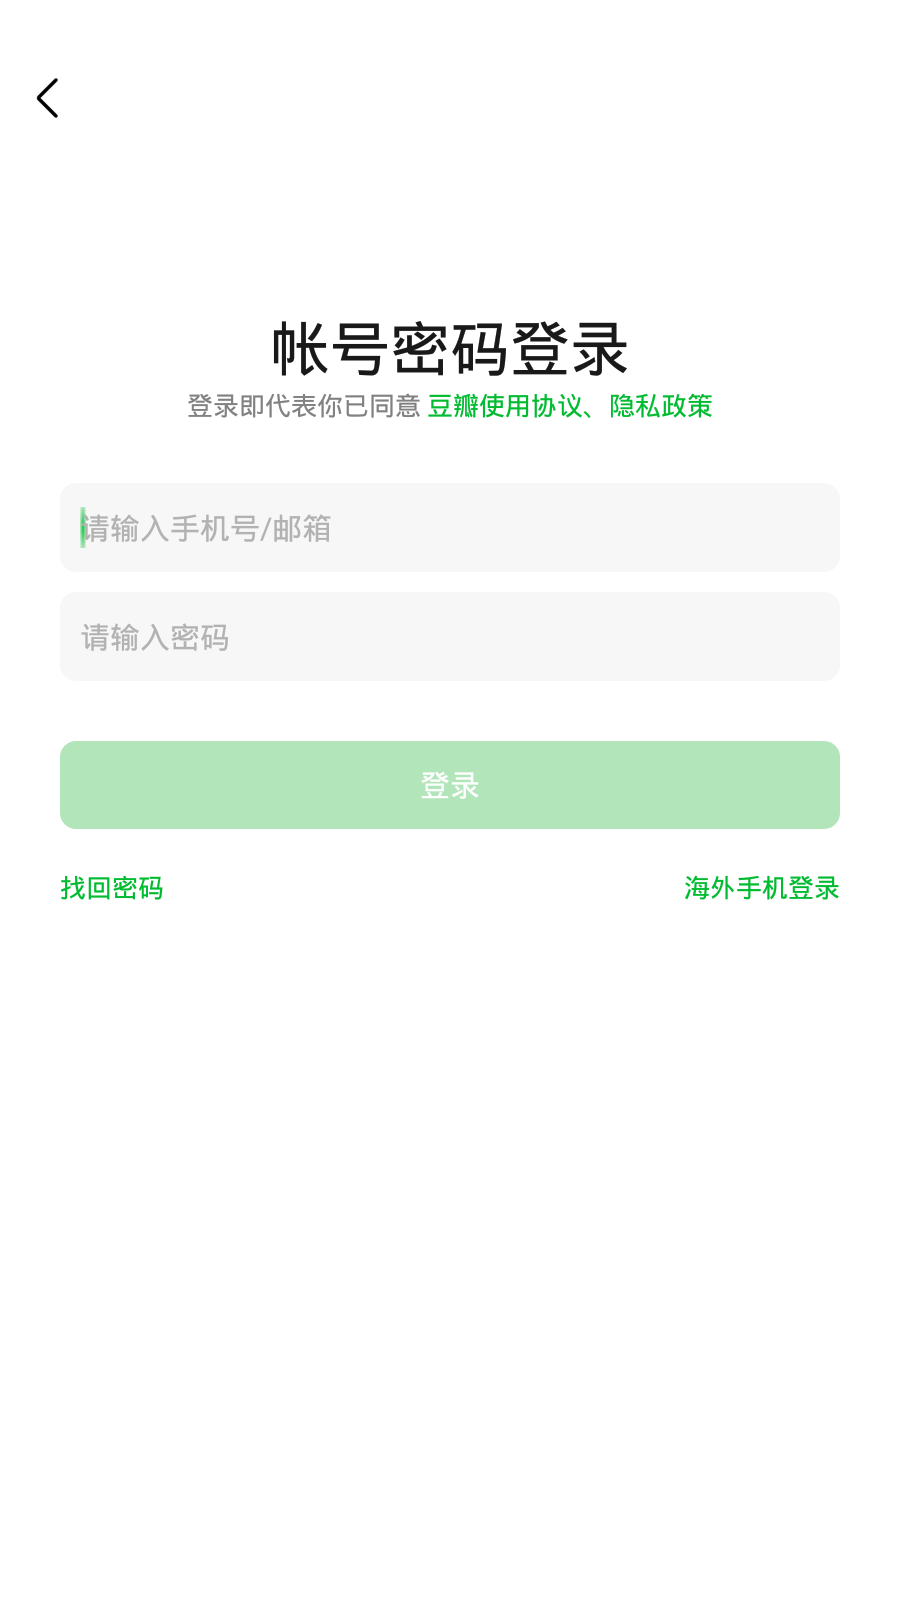 帐号密码登录
登录即代表你已同意 豆瓣使用协议、隐私政策
请输入手机号/邮箱
请输入密码
登录
找回密码
海外手机登录